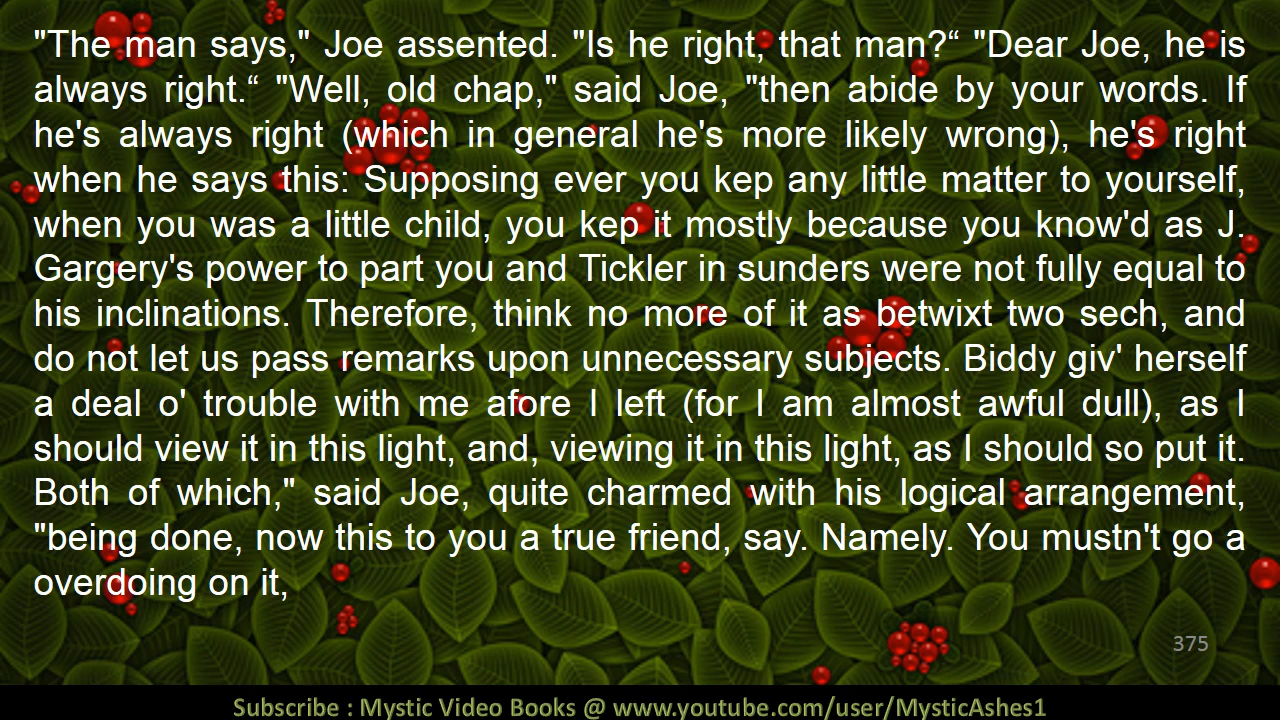 "The man says," Joe assented. "Is he right, that man?“ "Dear Joe, he is
always right.“ "Well, old chap," said Joe, "then abide by your words. If
he's always right (which in general he's more likely wrong), he's right
when he says this: Supposing ever you kep any little matter to yourself,
when you was a little child, you kep it mostly because you know'd as J.
Gargery's power to part you and Tickler in sunders were not fully equal to
his inclinations. Therefore, think no more of it as betwixt two sech, and
do not let us pass remarks upon unnecessary subjects. Biddy giv' herself
a deal o' trouble with me afore I left (for I am almost awful dull), as I
should view it in this light, and, viewing it in this light, as I should so put it.
Both of which," said Joe, quite charmed with his logical arrangement,
"being done, now this to you a true friend, say. Namely. You mustn't go a
overdoing on it,
375
Subscribe : Mystic Video Books @ www.youtube.com/user/MysticAshes1